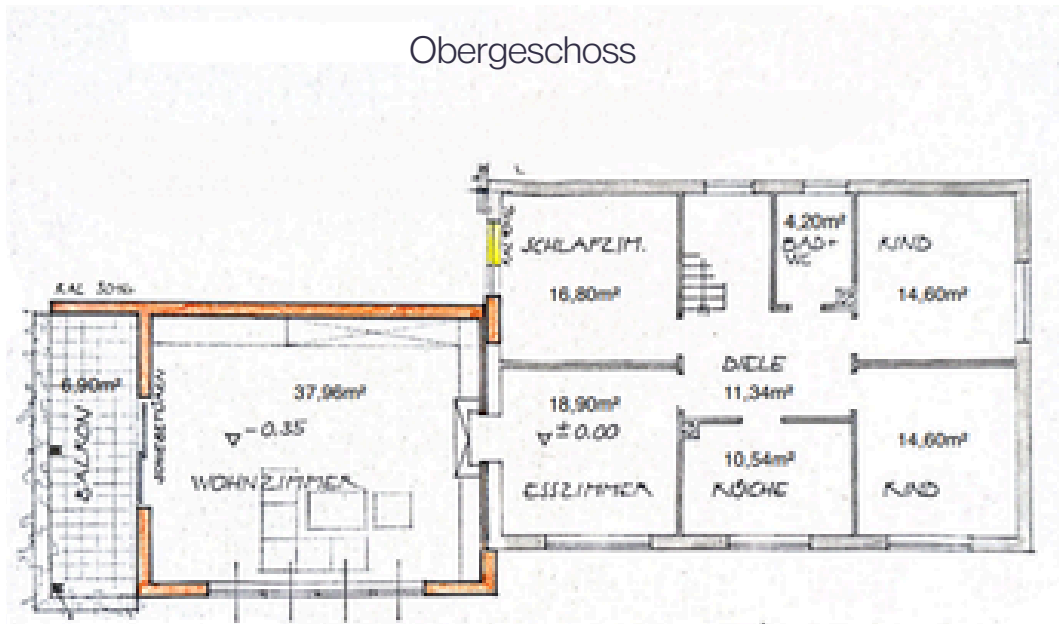 Obergeschoss
SCHLAFZIM.
16,80m²
4,20m²
BAD+
WC
KIND
14,60m²
6,90m²
BALKON
SCHIEBETÜREN
37,96m²
-0.35
WOHNZIMMER
18,90m²
±0.00
ESSZIMMER
DIELE
11,34m²
10,54m²
KÜCHE
14,60m²
KIND